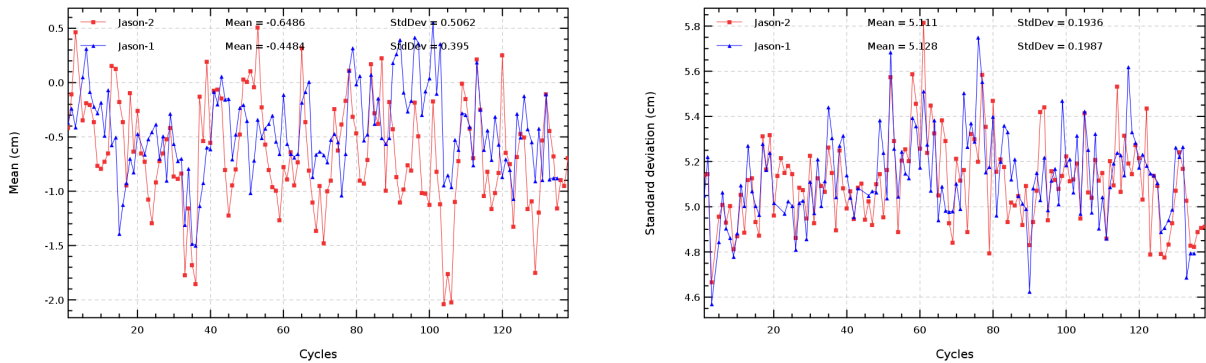 0.5
0.0
-0.5
-1.0
-1.5
-2.0
Mean (cm)
Jason-2 Mean = -0.6486 StdDev = 0.5062
Jason-1 Mean = -0.4484 StdDev = 0.395
20 40 60 80 100 120
Cycles
5.8
5.6
5.4
5.2
5.0
4.8
4.6
Standard deviation (cm)
Jason-2 Mean = 5.111 StdDev = 0.1936
Jason-1 Mean = 5.128 StdDev = 0.1987
20 40 60 80 100 120
Cycles